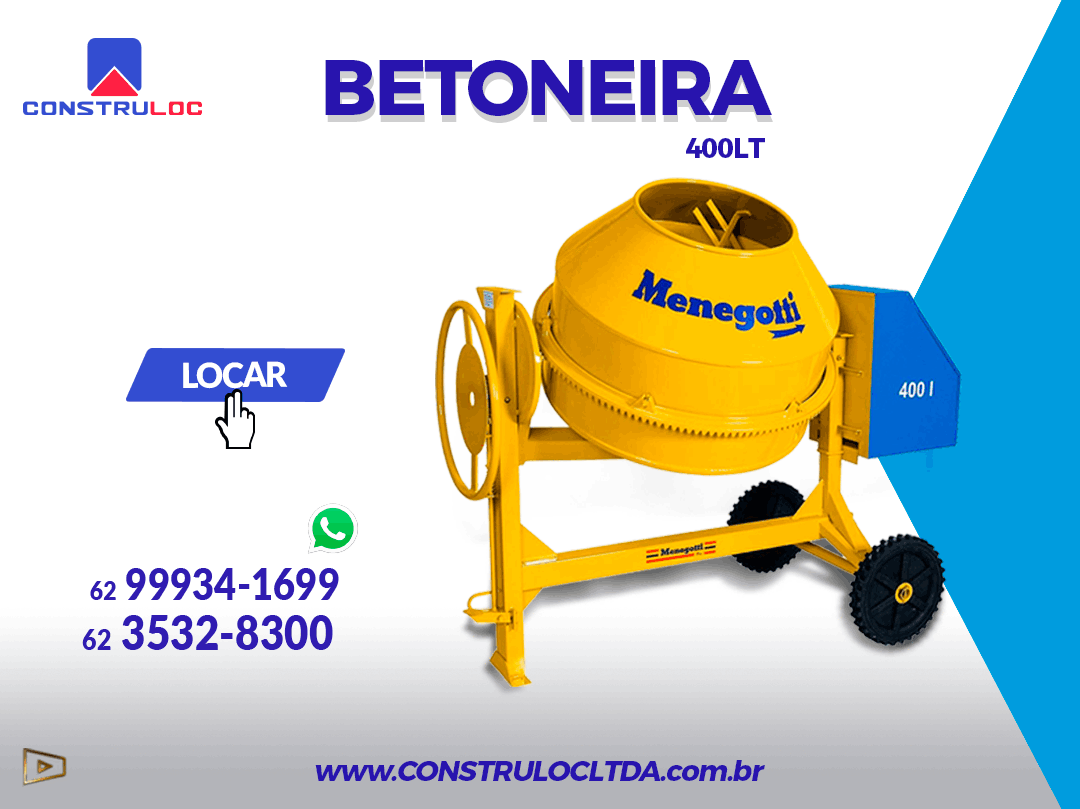 CONSTRULOC
BETONEIRA
400LT
Menegotti
400 l
LOCAR
Menegotti
62 99934-1699
62 3532-8300
www.CONSTRULOCLTDA.com.br